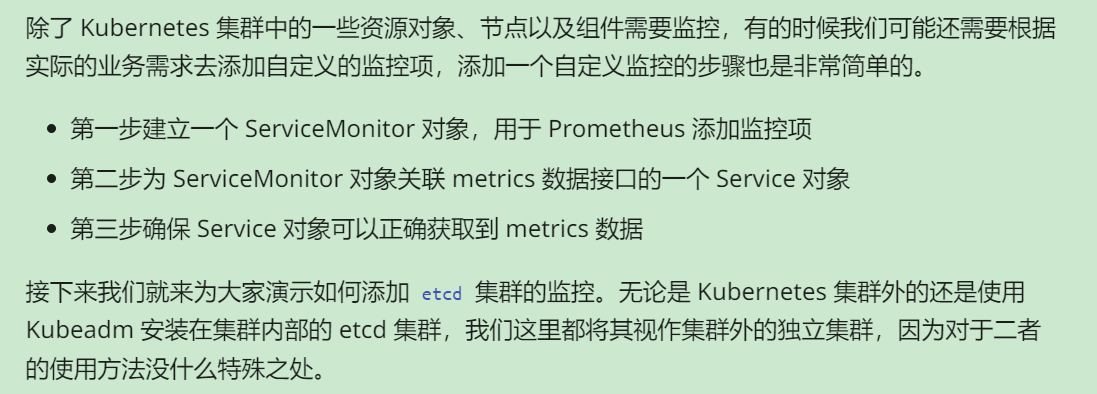 除了 Kubernetes 集群中的一些资源对象、节点以及组件需要监控，有的时候我们可能还需要根据
实际的业务需求去添加自定义的监控项，添加一个自定义监控的步骤也是非常简单的。
• 第一步建立一个 ServiceMonitor 对象，用于 Prometheus 添加监控项
• 第二步为 ServiceMonitor 对象关联 metrics 数据接口的一个 Service 对象
• 第三步确保 Service 对象可以正确获取到 metrics 数据
接下来我们就来为大家演示如何添加 etcd 集群的监控。无论是 Kubernetes 集群外的还是使用
Kubeadm 安装在集群内部的 etcd 集群，我们这里都将其视作集群外的独立集群，因为对于二者
的使用方法没什么特殊之处。